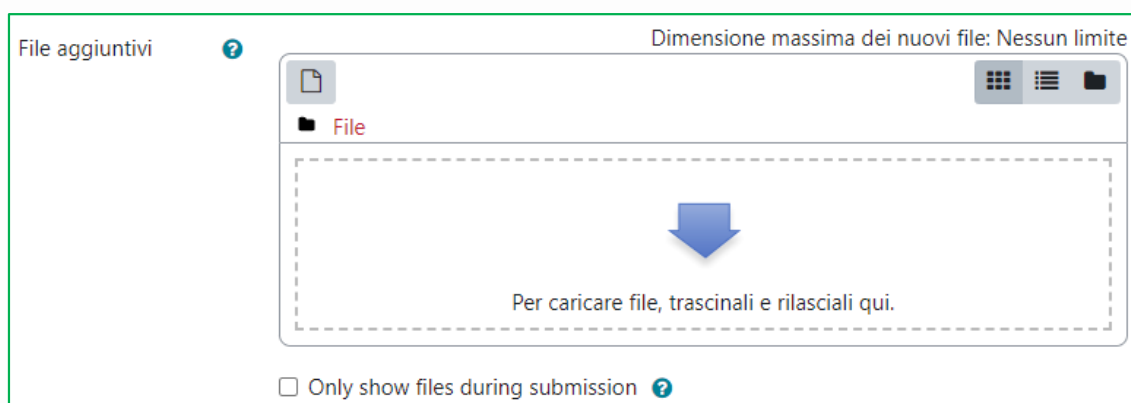 File aggiuntivi
Dimensione massima dei nuovi file: Nessun limite
File
Per caricare file, trascinali e rilasciali qui.
Only show files during submission